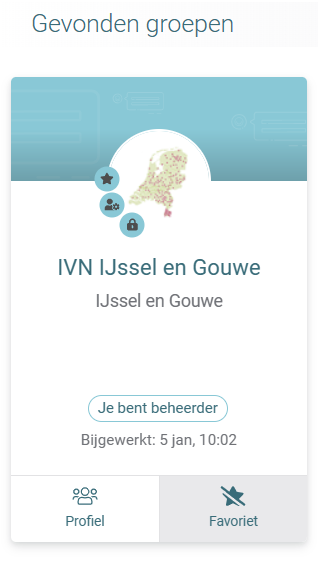 Gevonden groepen
IVN IJssel en Gouwe
IJssel en Gouwe
Je bent beheerder
Bijgewerkt: 5 jan, 10:02
Profiel
Favoriet